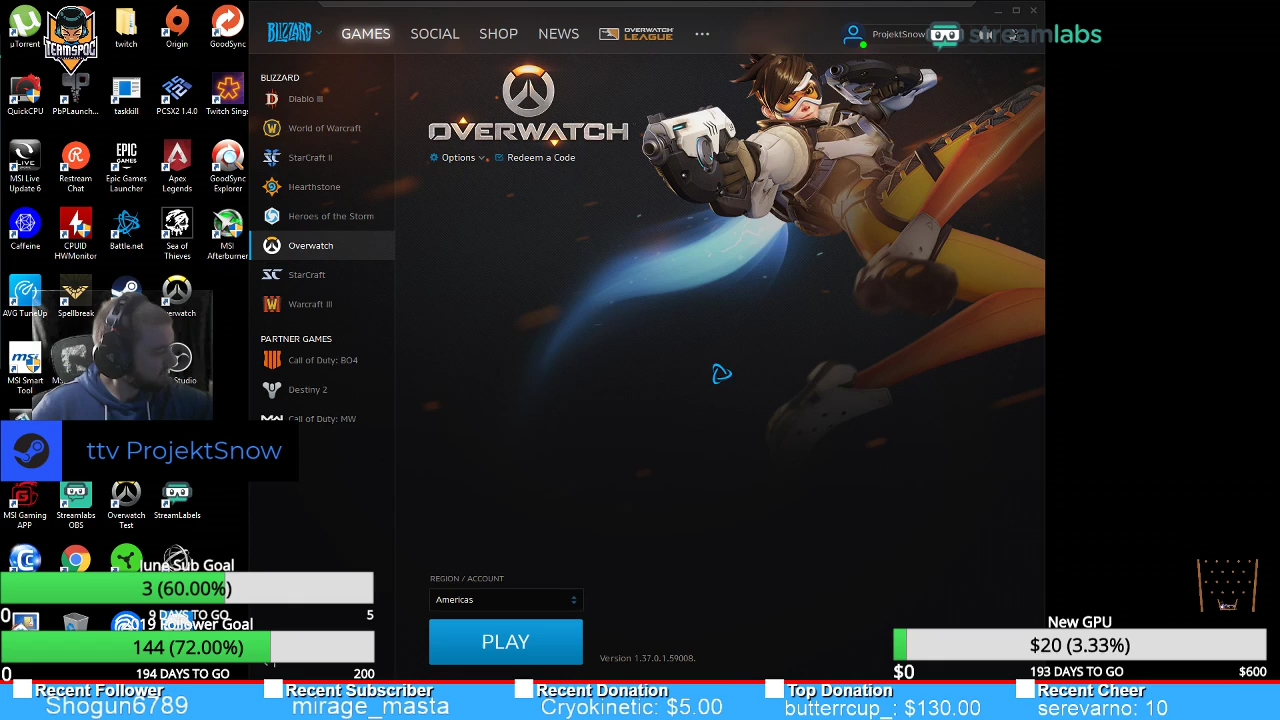 µTorrent
TEAMSPOC
twitch
Origin
GoodSync
QuickCPU
PbPLaunch...
taskkill
PCSX2 1.4.0
Twitch Sings
LIVE
MSI Live
Update 6
Restream
Chat
EPIC
GAMES
Epic Games
Launcher
Apex
Legends
GoodSync
Explorer
Caffeine
CPUID
HWMonitor
Battle.net
Sea of
Thieves
MSI
Afterburner
AVG TuneUp
Spellbreak
msi
MSI Smart
Tool
Studio
ttv ProjektSnow
MSI Gaming
APP
Streamlabs
OBS
Overwatch
Test
StreamLabels
BLIZZARD
GAMES
SOCIAL
SHOP
NEWS
OVERWATCH
LEAGUE
ProjektSnow
streamlabs
BLIZZARD
Diablo III
World of Warcraft
StarCraft II
Hearthstone
Heroes of the Storm
Overwatch
StarCraft
Warcraft III
PARTNER GAMES
Call of Duty: BO4
Destiny 2
Call of Duty: MW
OVERWATCH
Options
Redeem a Code
REGION / ACCOUNT
Americas
PLAY
Version 1.37.0.1.59008.
June Sub Goal
3 (60.00%)
0
9 DAYS TO GO
5
2019 Follower Goal
144 (72.00%)
0
194 DAYS TO GO
200
New GPU
$20 (3.33%)
$0
193 DAYS TO GO
$600
Recent Follower
Shogun6789
Recent Subscriber
mirage_masta
Recent Donation
Cryokinetic: $5.00
Top Donation
buttercup_: $130.00
Recent Cheer
serevarno: 10